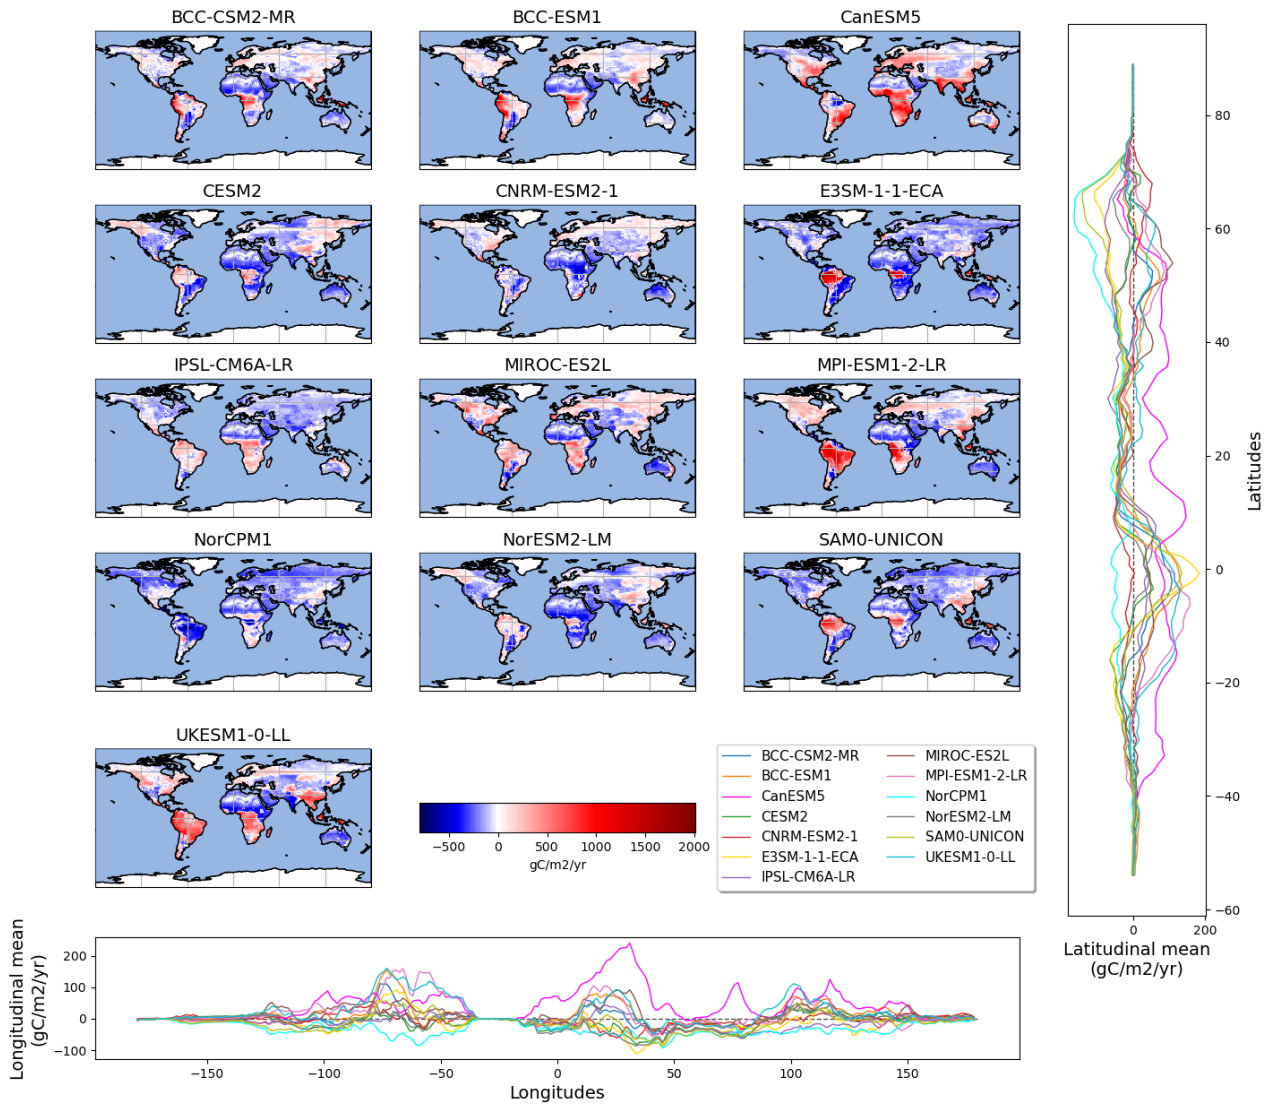 BCC-CSM2-MR
BCC-ESM1
CanESM5
CESM2
CNRM-ESM2-1
E3SM-1-1-ECA
IPSL-CM6A-LR
MIROC-ES2L
MPI-ESM1-2-LR
NorCPM1
NorESM2-LM
SAM0-UNICON
UKESM1-0-LL
−500 0 500 1000 1500 2000
gC/m2/yr
BCC-CSM2-MR
BCC-ESM1
CanESM5
CESM2
CNRM-ESM2-1
E3SM-1-1-ECA
IPSL-CM6A-LR
MIROC-ES2L
MPI-ESM1-2-LR
NorCPM1
NorESM2-LM
SAM0-UNICON
UKESM1-0-LL
80
60
40
20
0
−20
−40
−60
Latitudes
0 200
Latitudinal mean
(gC/m2/yr)
Longitudinal mean
(gC/m2/yr)
200
100
0
−100
−150 −100 −50 0 50 100 150
Longitudes